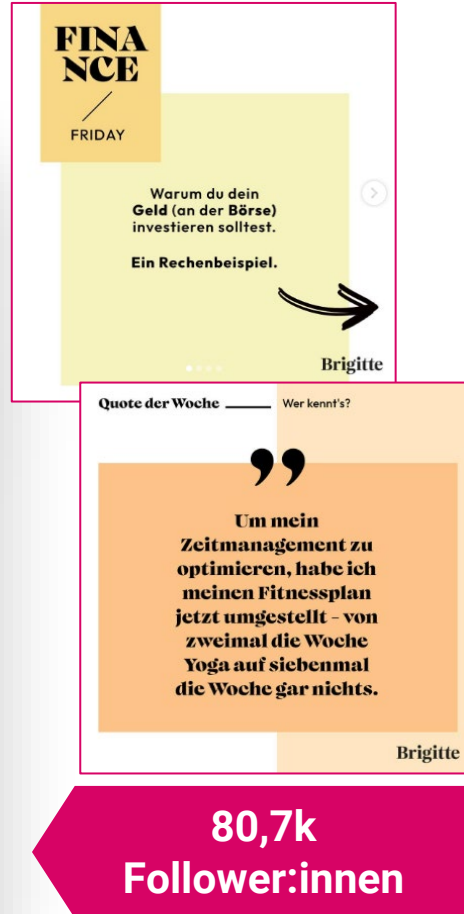 FINA
NCE
FRIDAY
Warum du dein
Geld (an der Börse)
investieren solltest.
Ein Rechenbeispiel.
Brigitte
Quote der Woche Wer kennt's?
”
Um mein
Zeitmanagement zu
optimieren, habe ich
meinen Fitnessplan
jetzt umgestellt – von
zweimal die Woche
Yoga auf siebenmal
die Woche gar nichts.
Brigitte
80,7k
Follower:innen